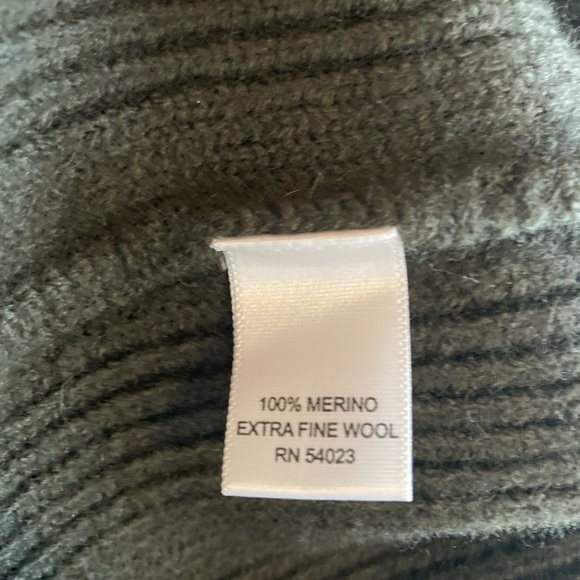 100% MERINO
EXTRA FINE WOOL
RN 54023